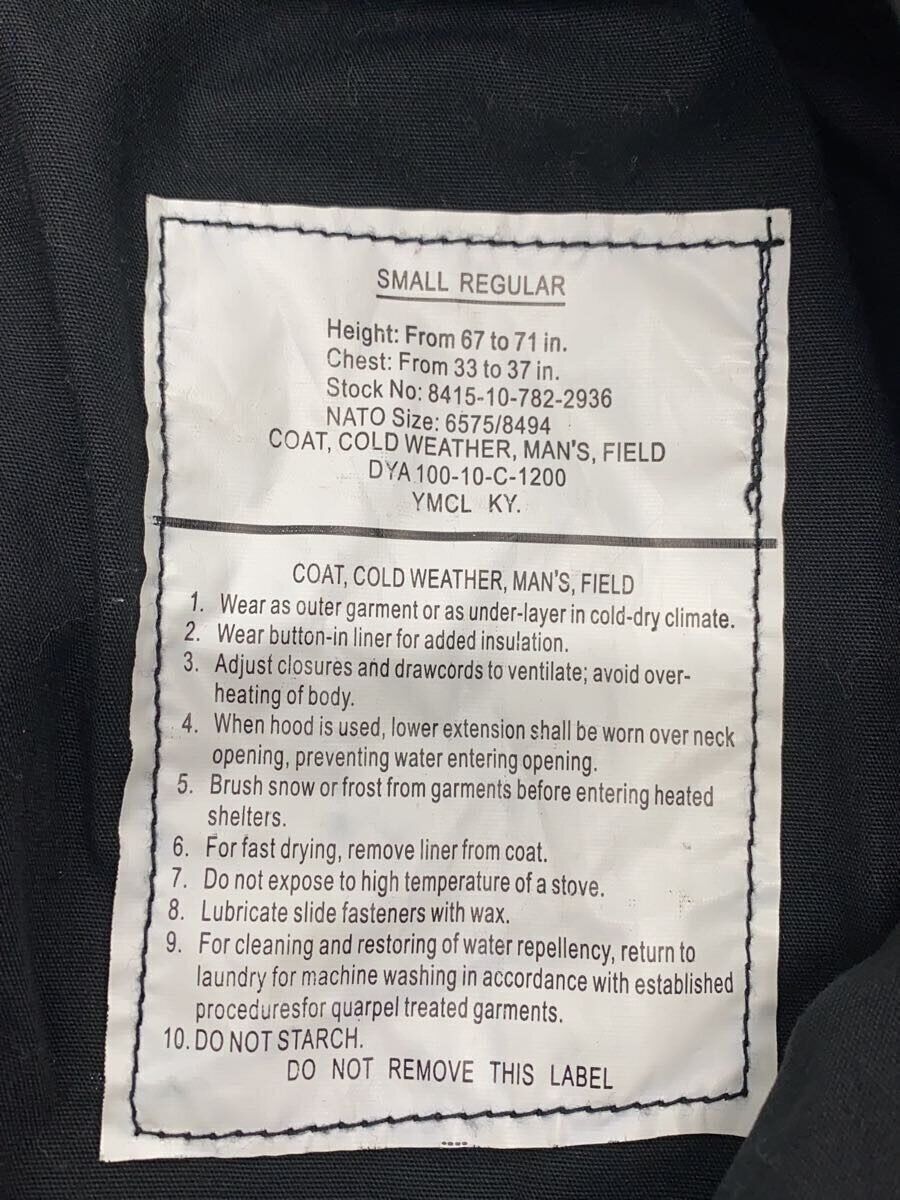 SMALL REGULAR
Height: From 67 to 71 in.
Chest: From 33 to 37 in.
Stock No: 8415-10-782-2936
NATO Size: 6575/8494
COAT, COLD WEATHER, MAN'S, FIELD
DYA 100-10-C-1200
YMCL KY.
COAT, COLD WEATHER, MAN'S, FIELD
1. Wear as outer garment or as under-layer in cold-dry climate.
2. Wear button-in liner for added insulation.
3. Adjust closures and drawcords to ventilate; avoid over-
heating of body.
4. When hood is used, lower extension shall be worn over neck
opening, preventing water entering opening.
5. Brush snow or frost from garments before entering heated
shelters.
6. For fast drying, remove liner from coat.
7. Do not expose to high temperature of a stove.
8. Lubricate slide fasteners with wax.
9. For cleaning and restoring of water repellency, return to
laundry for machine washing in accordance with established
proceduresfor quarpel treated garments.
10. DO NOT STARCH.
DO NOT REMOVE THIS LABEL